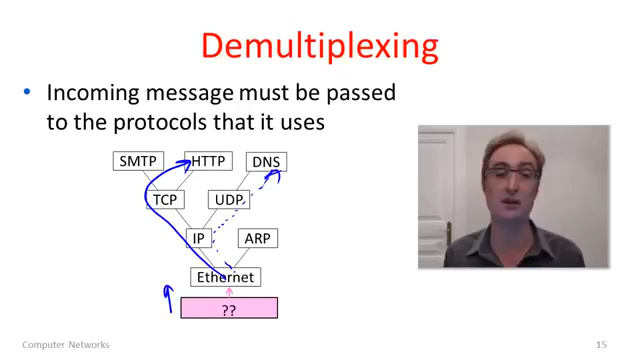 Demultiplexing
• Incoming message must be passed
to the protocols that it uses
SMTP HTTP DNS
TCP UDP
IP ARP
Ethernet
??
Computer Networks 15